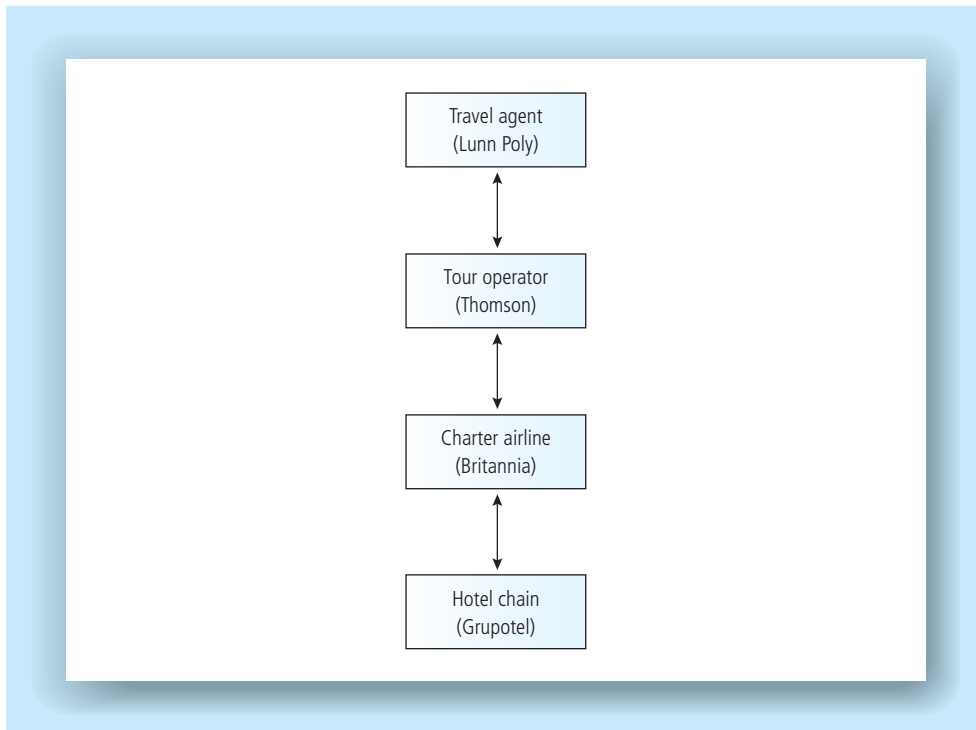 Travel agent
(Lunn Poly)
Tour operator
(Thomson)
Charter airline
(Britannia)
Hotel chain
(Grupotel)